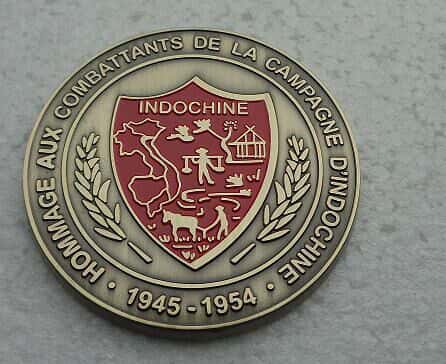 HOMMAGE AUX COMBATTANTS DE LA CAMPAGNE D'INDOCHINE
INDOCHINE
· 1945 - 1954 ·